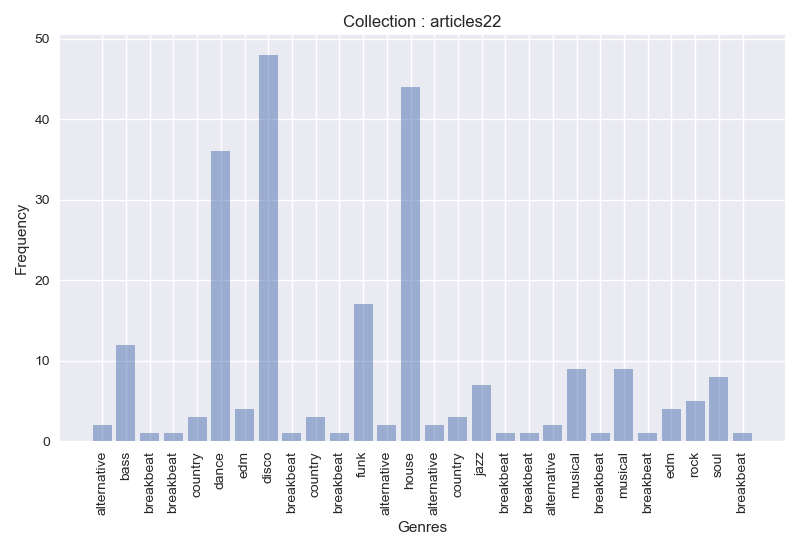 Collection : articles22
Frequency
50
40
30
20
10
0
alternative
bass
breakbeat
breakbeat
country
dance
edm
disco
breakbeat
country
breakbeat
funk
alternative
house
alternative
country
jazz
breakbeat
breakbeat
alternative
musical
breakbeat
musical
breakbeat
edm
rock
soul
breakbeat
Genres